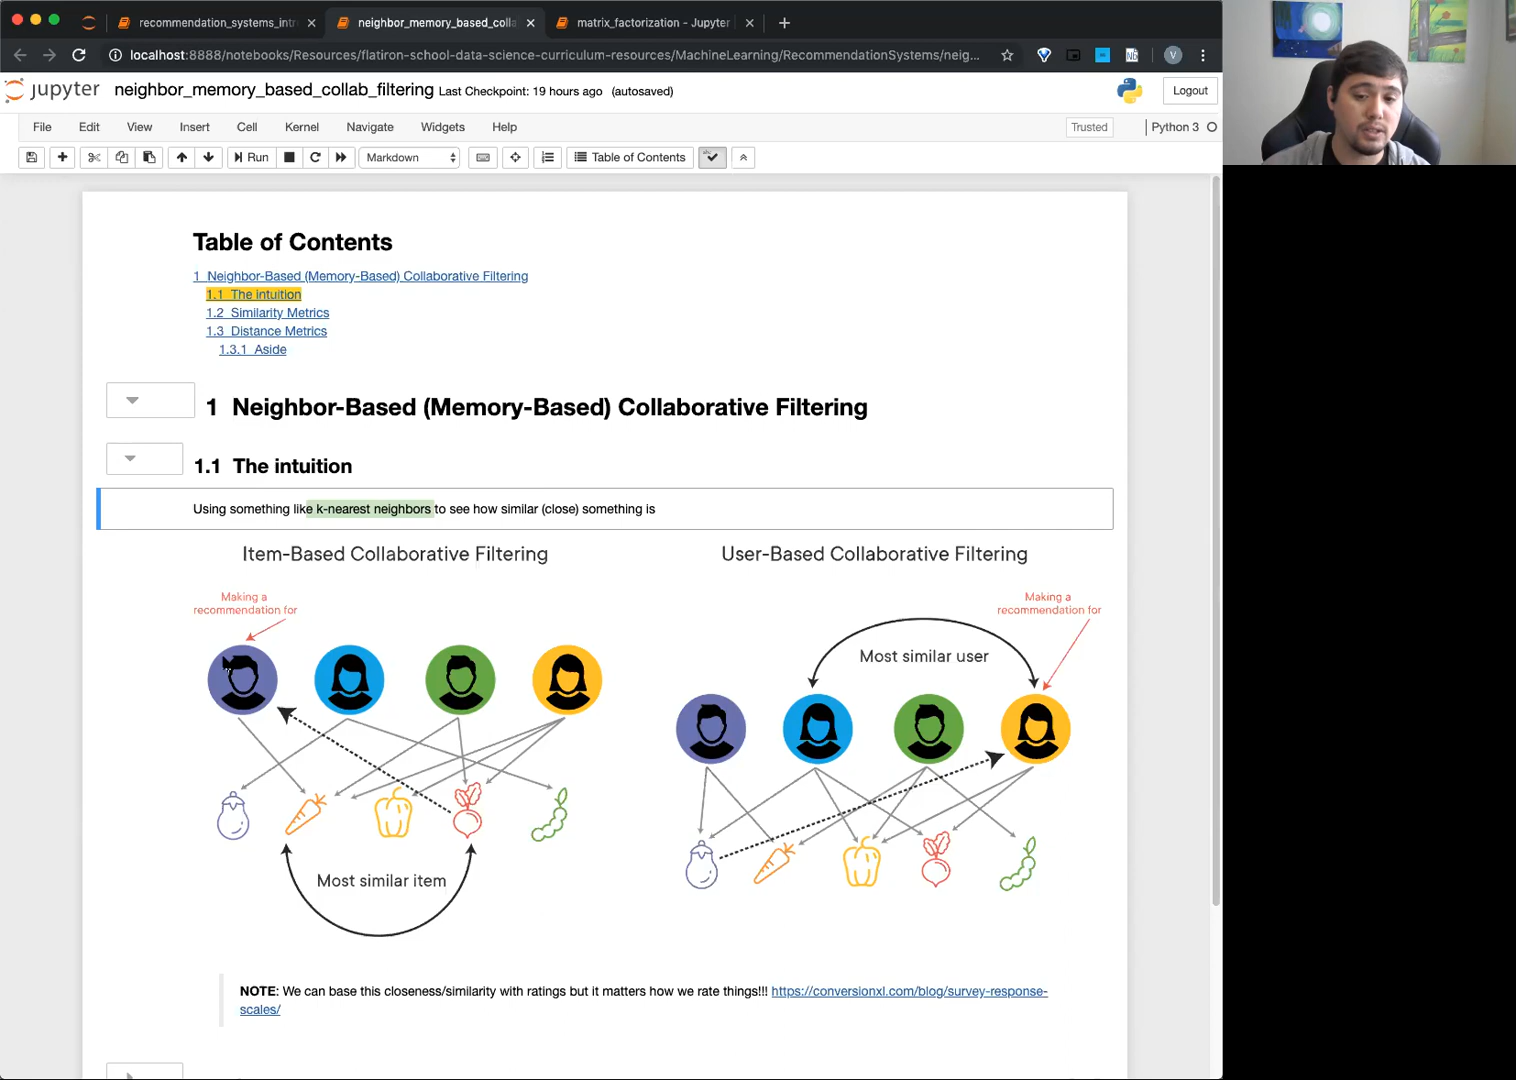 recommendation_systems_intr
neighbor_memory_based_colla
matrix_factorization - Jupyter
localhost:8888/notebooks/Resources/flatiron-school-data-science-curriculum-resources/MachineLearning/RecommendationSystems/neig...
V
jupyter neighbor_memory_based_collab_filtering Last Checkpoint: 19 hours ago (autosaved)
Logout
File Edit View Insert Cell Kernel Navigate Widgets Help
Trusted
Python 3
Run
Markdown
Table of Contents
Table of Contents
1 Neighbor-Based (Memory-Based) Collaborative Filtering
1.1 The intuition
1.2 Similarity Metrics
1.3 Distance Metrics
1.3.1 Aside
1 Neighbor-Based (Memory-Based) Collaborative Filtering
1.1 The intuition
Using something like k-nearest neighbors to see how similar (close) something is
Item-Based Collaborative Filtering
Making a
recommendation for
Most similar item
User-Based Collaborative Filtering
Making a
recommendation for
Most similar user
NOTE: We can base this closeness/similarity with ratings but it matters how we rate things!!! https://conversionxl.com/blog/survey-response-
scales/